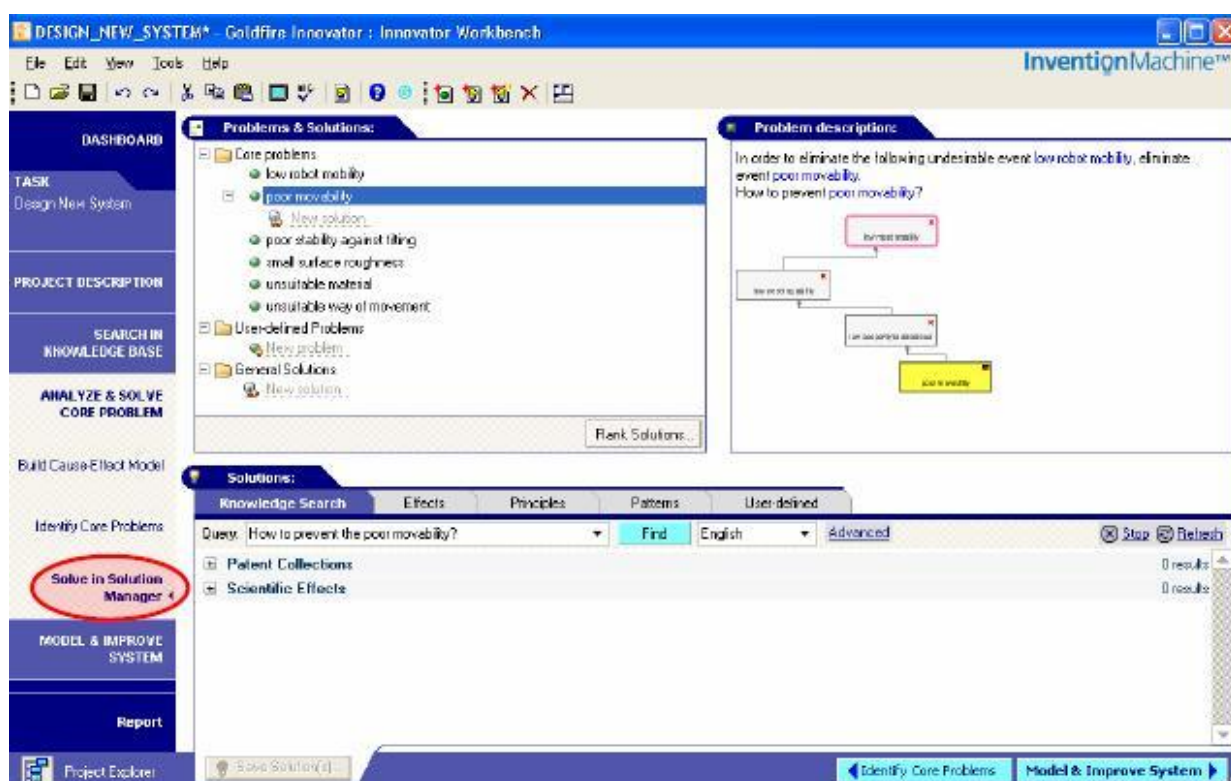 DESIGN_NEW_SYSTEM* - Goldfire Innovator : Innovator Workbench
File Edit View Tools Help
InventionMachine™
DASHBOARD
TASK
Design New System
PROJECT DESCRIPTION
SEARCH IN
KNOWLEDGE BASE
ANALYZE & SOLVE
CORE PROBLEM
Build Cause-Effect Model
Identify Core Problems
Solve in Solution
Manager
MODEL & IMPROVE
SYSTEM
Report
Project Explorer
Problems & Solutions:
Core problems
low robot mobility
poor movability
New solution...
poor stability against tilting
small surface roughness
unsuitable material
unsuitable way of movement
User-defined Problems
New problem...
General Solutions
New solution...
Rank Solutions...
Problem description:
In order to eliminate the following undesirable event low robot mobility, eliminate
event poor movability.
How to prevent poor movability?
low robot mobility
poor movability
Solutions:
Knowledge Search Effects Principles Patterns User-defined
Query: How to prevent the poor movability? Find English Advanced Stop Refresh
Patent Collections 0 results
Scientific Effects 0 results
Save Solution(s)...
Identify Core Problems Model & Improve System